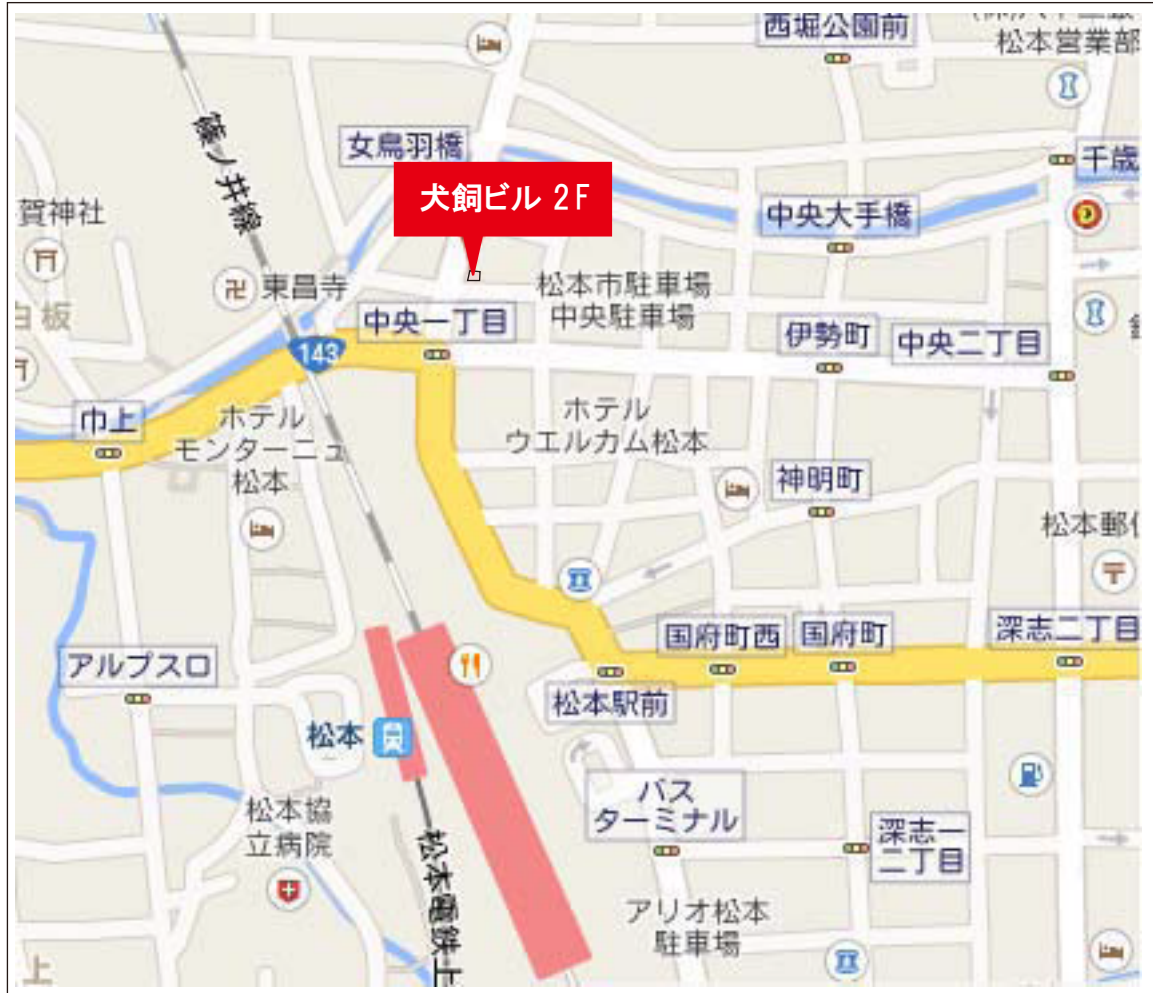 西堀公園前
松本営業部
女鳥羽橋
篠ノ井線
千歳
犬飼ビル 2F
賀神社
中央大手橋
東昌寺
松本市駐車場
中央駐車場
白板
中央一丁目
伊勢町
中央二丁目
143
巾上
ホテル
モンターニュ
松本
ホテル
ウエルカム松本
神明町
松本郵便
国府町西
国府町
深志二丁目
アルプス口
松本駅前
松本
バス
ターミナル
松本協
立病院
深志一
二丁目
松本電鉄上
アリオ松本
駐車場
上